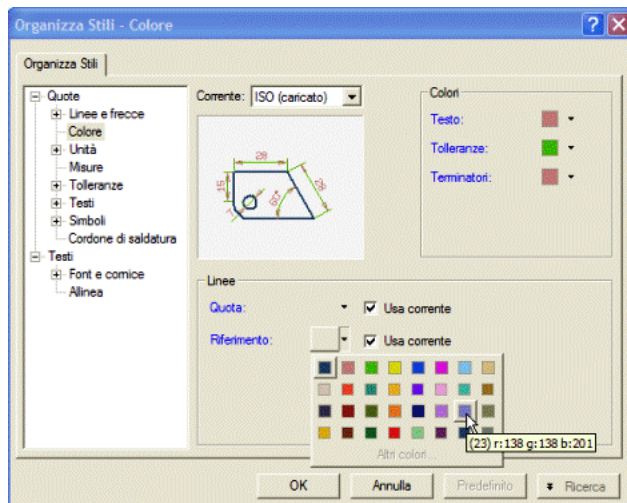 Organizza Stili - Colore
Organizza Stili
Quote
Linee e frecce
Colore
Unità
Misure
Tolleranze
Testi
Simboli
Cordone di saldatura
Testi
Font e cornice
Allinea
Corrente: ISO (caricato)
28
15
28
Colori
Testo:
Tolleranze:
Terminatori:
Linee
Quota: Usa corrente
Riferimento: Usa corrente
(23) r:138 g:138 b:201
Altri colori...
OK Annulla Predefinito Ricerca